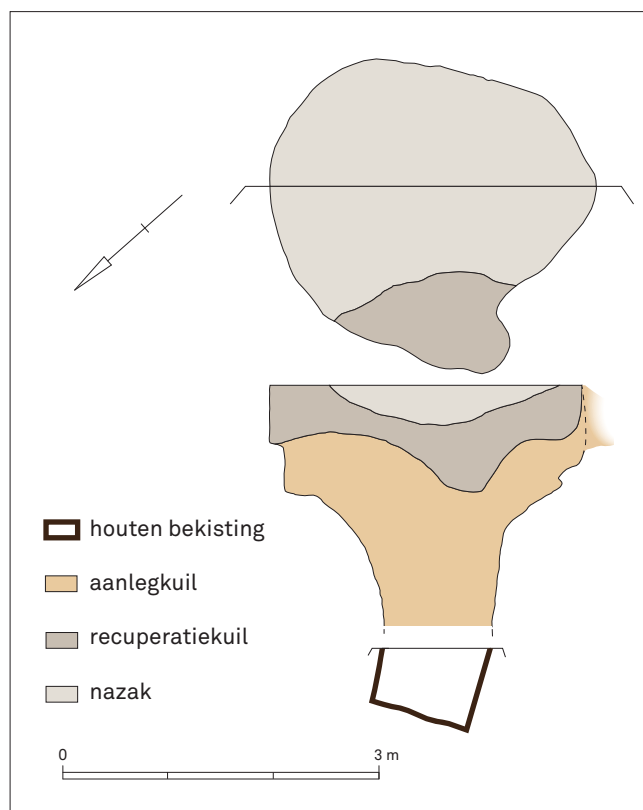 houten bekisting
aanlegkuil
recuperatiekuil
nazak
0 3 m